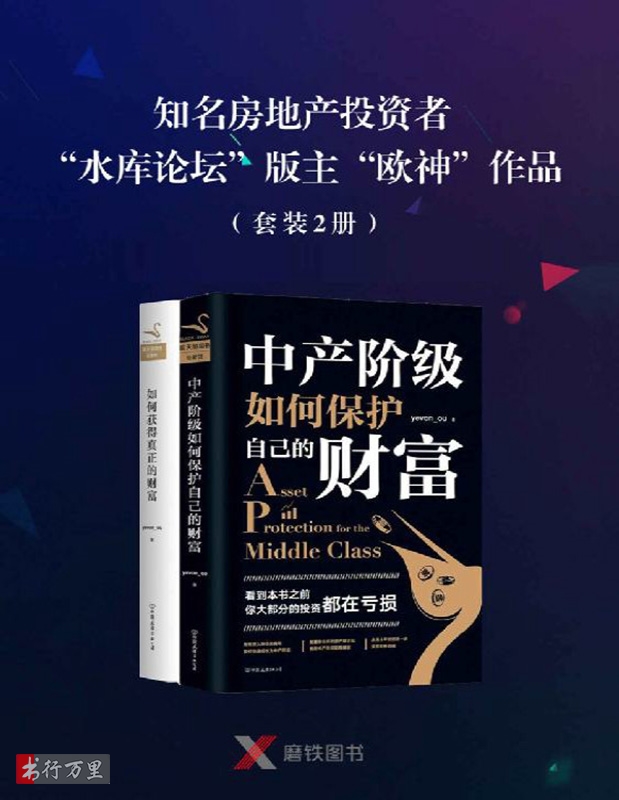 知名房地产投资者
“水库论坛”版主“欧神”作品
(套装2册)
如何获得真正的财富
yevon_ou
著
中产阶级如何保护自己的财富
yevon_ou
著
中产阶级
如何保护
yevon_ou 著
自己的财富
Asset
Protection for the
Middle Class
看到本书之前
你大部分的投资都在亏损
磨铁图书
书行万里